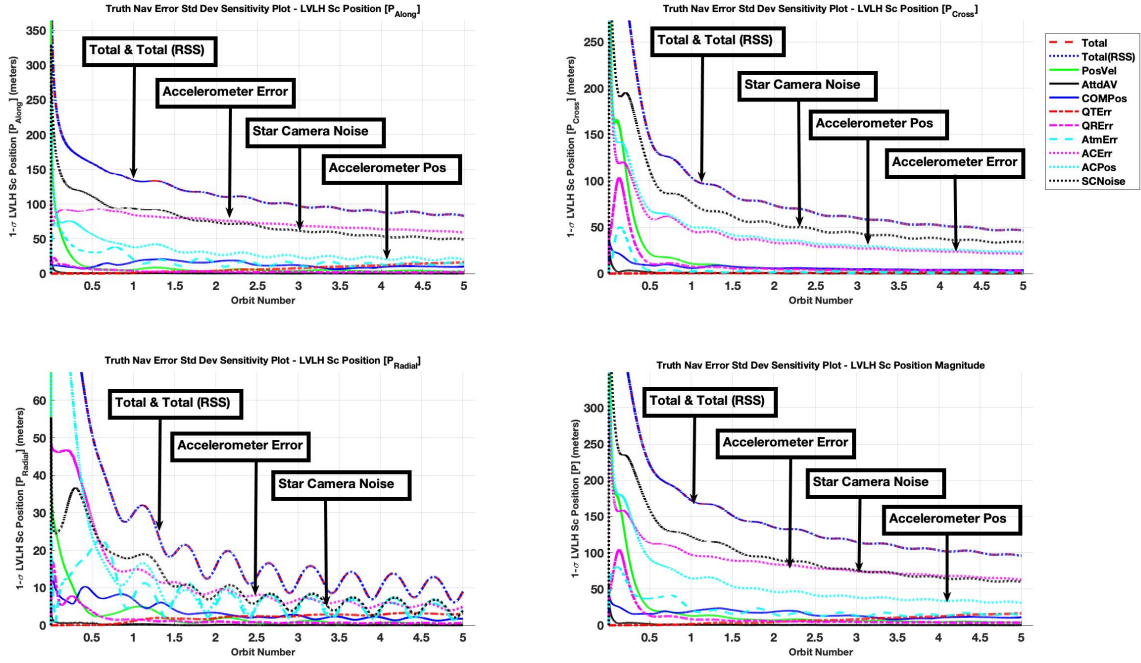 Truth Nav Error Std Dev Sensitivity Plot - LVLH Sc Position [P_Along]
1-σ LVLH Sc Position [P_Along] (meters)
350
300
250
200
150
100
50
0
Total & Total (RSS)
Accelerometer Error
Star Camera Noise
Accelerometer Pos
0.5 1 1.5 2 2.5 3 3.5 4 4.5 5
Orbit Number
Truth Nav Error Std Dev Sensitivity Plot - LVLH Sc Position [P_Cross]
1-σ LVLH Sc Position [P_Cross] (meters)
250
200
150
100
50
0
Total & Total (RSS)
Star Camera Noise
Accelerometer Pos
Accelerometer Error
0.5 1 1.5 2 2.5 3 3.5 4 4.5 5
Orbit Number
Total
Total(RSS)
PosVel
AttdAV
COMPos
QTErr
QRErr
AtmErr
ACErr
ACPos
SCNoise
Truth Nav Error Std Dev Sensitivity Plot - LVLH Sc Position [P_Radial]
1-σ LVLH Sc Position [P_Radial] (meters)
60
50
40
30
20
10
0
Total & Total (RSS)
Accelerometer Error
Star Camera Noise
0.5 1 1.5 2 2.5 3 3.5 4 4.5 5
Orbit Number
Truth Nav Error Std Dev Sensitivity Plot - LVLH Sc Position Magnitude
1-σ LVLH Sc Position [P] (meters)
300
250
200
150
100
50
0
Total & Total (RSS)
Accelerometer Error
Star Camera Noise
Accelerometer Pos
0.5 1 1.5 2 2.5 3 3.5 4 4.5 5
Orbit Number